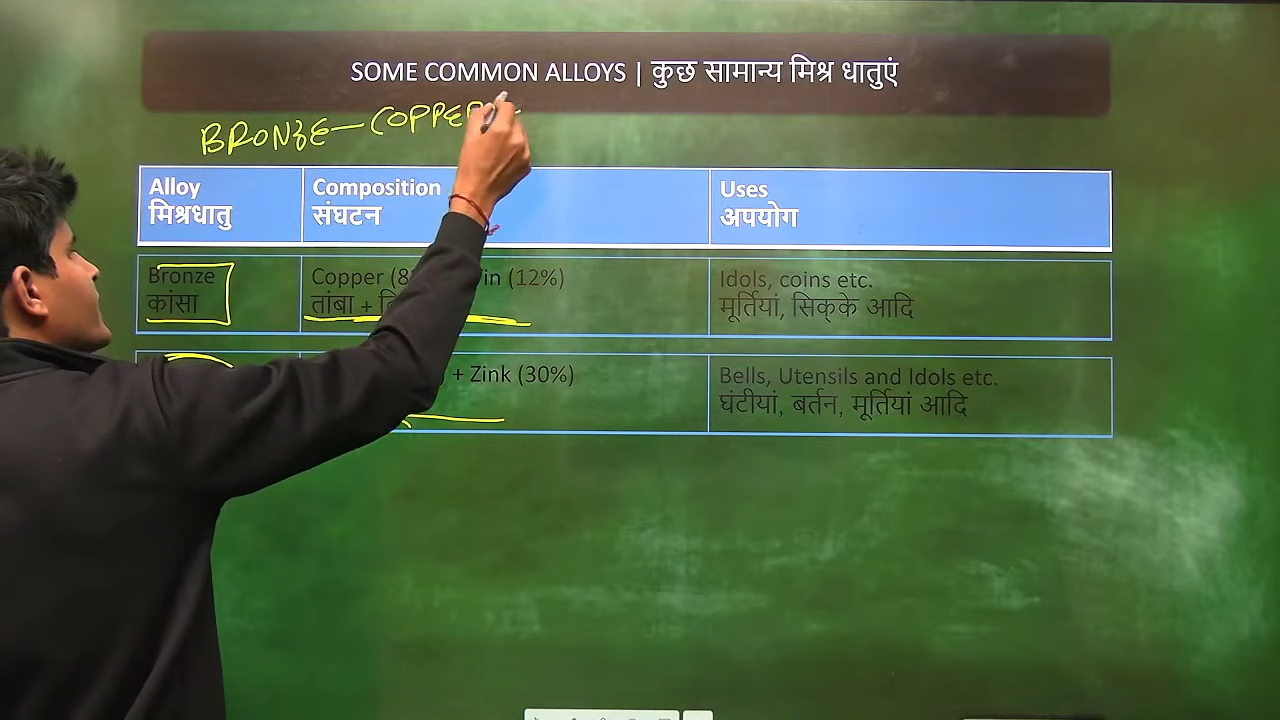 SOME COMMON ALLOYS | कुछ सामान्य मिश्र धातुएं
BRONZE — COPPER
Alloy
मिश्रधातु
Composition
संघटन
Uses
अपयोग
Bronze
कांसा
Copper (12%)
तांबा +
Idols, coins etc.
मूर्तियां, सिक्के आदि
+ Zink (30%)
Bells, Utensils and Idols etc.
घंटीयां, बर्तन, मूर्तियां आदि